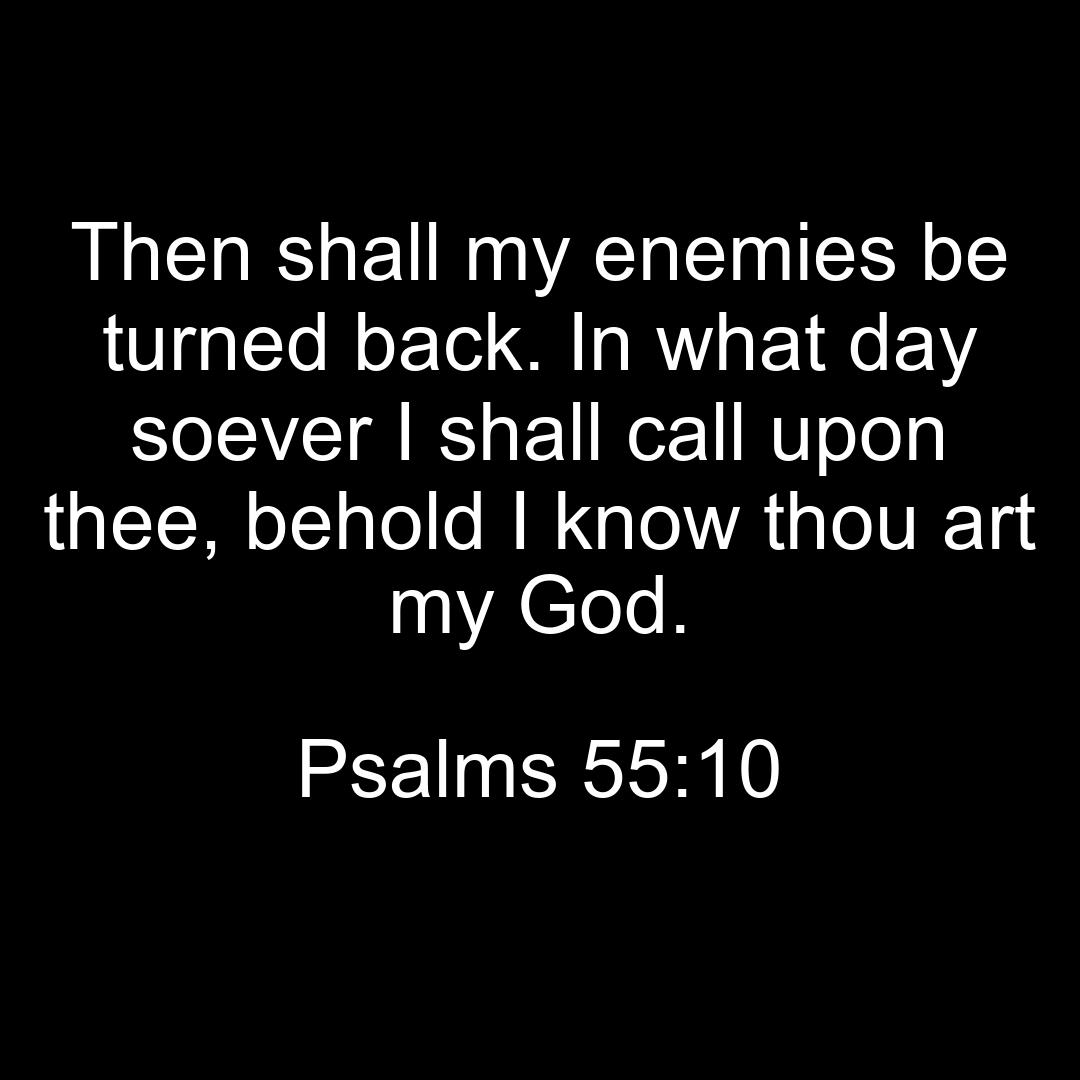 Then shall my enemies be
turned back. In what day
soever I shall call upon
thee, behold I know thou art
my God.
Psalms 55:10